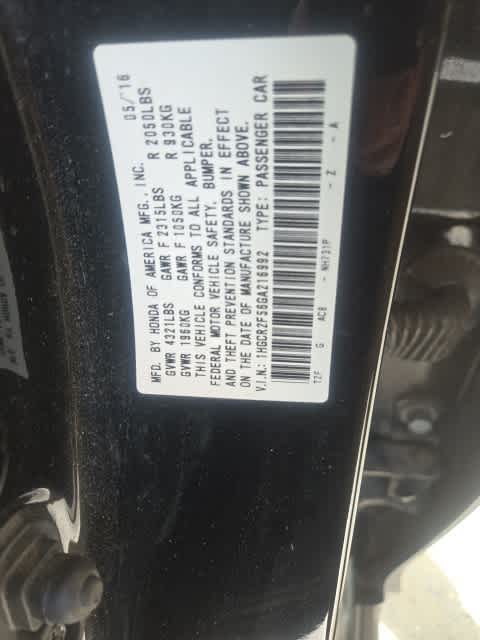 MFD. BY HONDA OF AMERICA MFG., INC. 05/'16
GVWR 4321LBS GAWR F 2315LBS R 2050LBS
GVWR 1960KG GAWR F 1050KG R 930KG
THIS VEHICLE CONFORMS TO ALL APPLICABLE
FEDERAL MOTOR VEHICLE SAFETY, BUMPER,
AND THEFT PREVENTION STANDARDS IN EFFECT
ON THE DATE OF MANUFACTURE SHOWN ABOVE.
V.I.N.: 1HGCR2F56GA216992 TYPE: PASSENGER CAR
T2F G AC8 - NH731P - Z - A